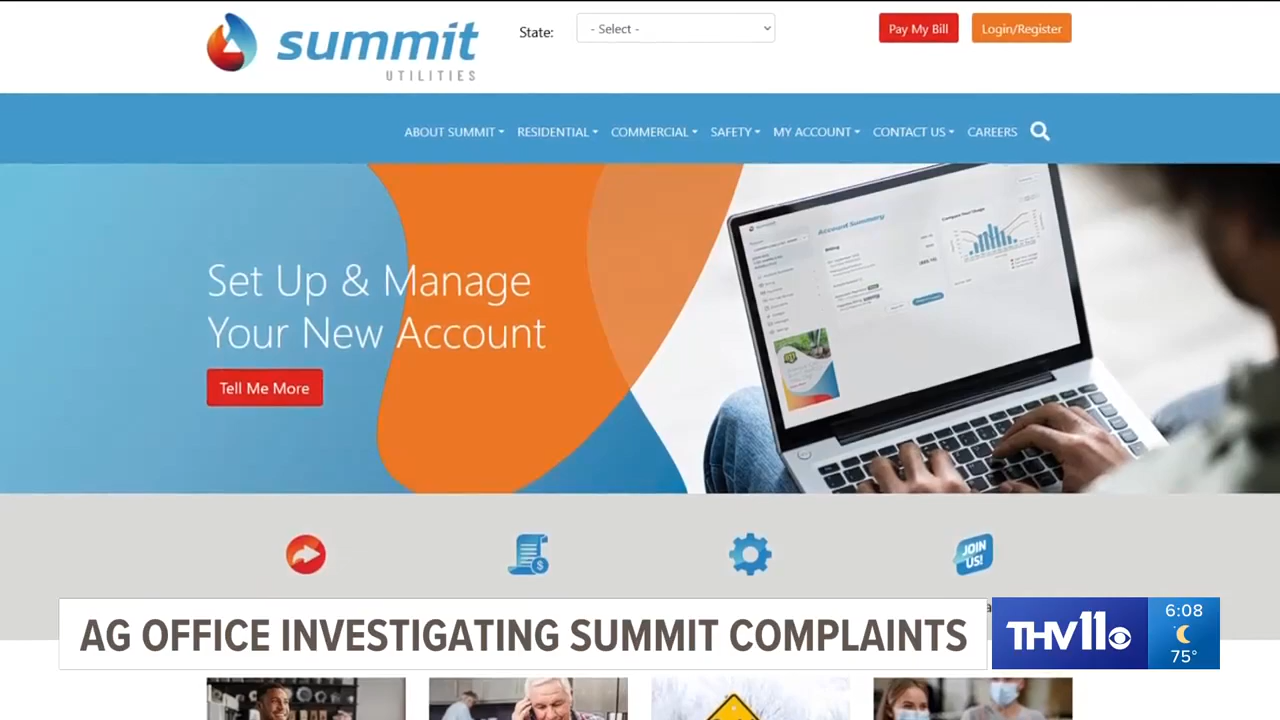 summit
UTILITIES
State:
- Select -
Pay My Bill
Login/Register
ABOUT SUMMIT
RESIDENTIAL
COMMERCIAL
SAFETY
MY ACCOUNT
CONTACT US
CAREERS
Set Up & Manage
Your New Account
Tell Me More
Account Summary
JOIN
US!
AG OFFICE INVESTIGATING SUMMIT COMPLAINTS
THV11
6:08
75°